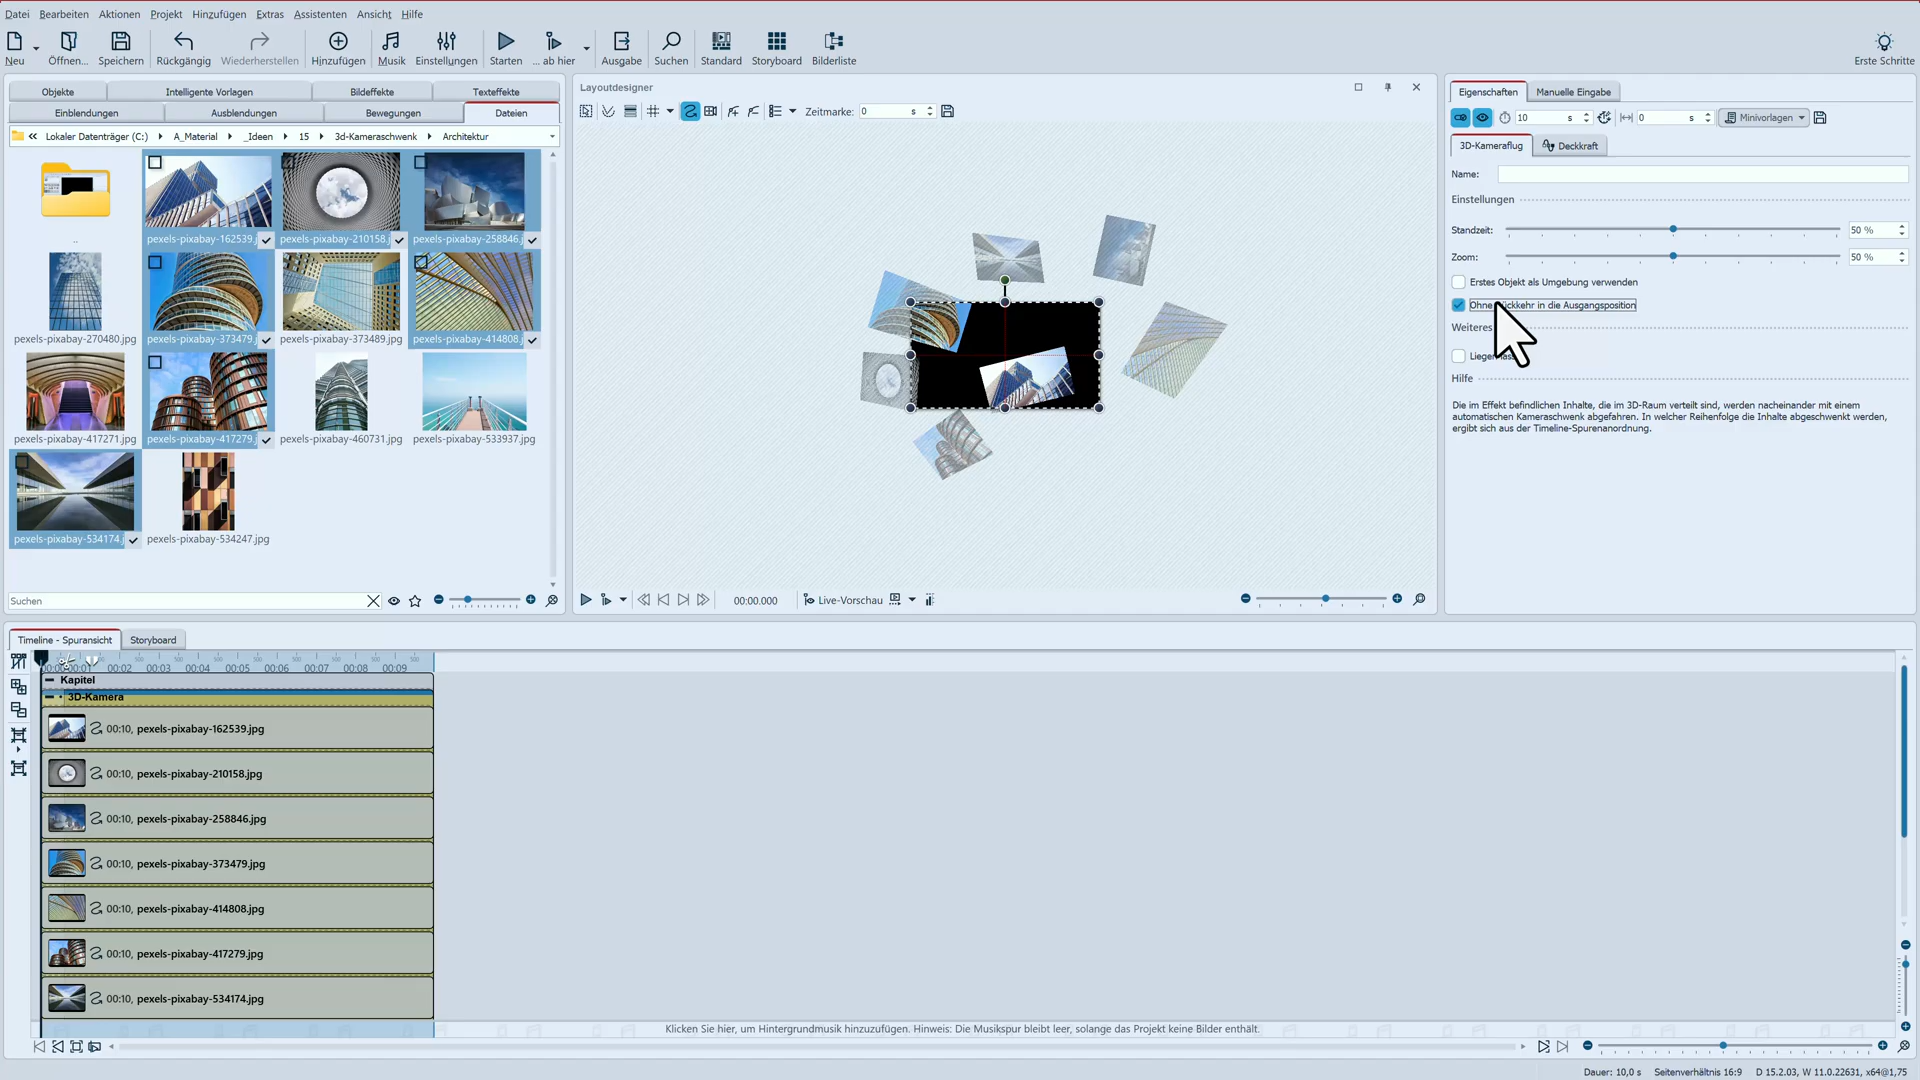 Datei Bearbeiten Aktionen Projekt Hinzufügen Extras Assistenten Ansicht Hilfe
Neu Öffnen... Speichern Rückgängig Wiederherstellen Hinzufügen Musik Einstellungen Starten ... ab hier Ausgabe Suchen Standard Storyboard Bilderliste Erste Schritte
Objekte Intelligente Vorlagen Bildeffekte Texteffekte
Einblendungen Ausblendungen Bewegungen Dateien
« Lokaler Datenträger (C:) A_Material _Ideen 15 3d-Kameraschwenk Architektur
..
pexels-pixabay-162539.j
pexels-pixabay-210158.j
pexels-pixabay-258846.
pexels-pixabay-270480.jpg
pexels-pixabay-373479.j
pexels-pixabay-373489.jpg
pexels-pixabay-414808.
pexels-pixabay-417271.jpg
pexels-pixabay-417279.j
pexels-pixabay-460731.jpg
pexels-pixabay-533937.jpg
pexels-pixabay-534174.j
pexels-pixabay-534247.jpg
Suchen
Layoutdesigner
Zeitmarke: 0 s
00:00.000 Live-Vorschau
Eigenschaften Manuelle Eingabe
10 s 0 s Minivorlagen
3D-Kameraflug Deckkraft
Name:
Einstellungen
Standzeit: 50 %
Zoom: 50 %
Erstes Objekt als Umgebung verwenden
Ohne in die Ausgangsposition
Weiteres
Hilfe
Die im Effekt befindlichen Inhalte, die im 3D-Raum verteilt sind, werden nacheinander mit einem
automatischen Kameraschwenk abgefahren. In welcher Reihenfolge die Inhalte abgeschwenkt werden,
ergibt sich aus der Timeline-Spurenanordnung.
Timeline - Spuransicht Storyboard
00:02 00:03 00:04 00:05 00:06 00:07 00:08 00:09
Kapitel
3D-Kamera
00:10, pexels-pixabay-162539.jpg
00:10, pexels-pixabay-210158.jpg
00:10, pexels-pixabay-258846.jpg
00:10, pexels-pixabay-373479.jpg
00:10, pexels-pixabay-414808.jpg
00:10, pexels-pixabay-417279.jpg
00:10, pexels-pixabay-534174.jpg
Klicken Sie hier, um Hintergrundmusik hinzuzufügen. Hinweis: Die Musikspur bleibt leer, solange das Projekt keine Bilder enthält.
Dauer: 10,0 s Seitenverhältnis 16:9 D 15.2.03, W 11.0.22631, x64@1,75